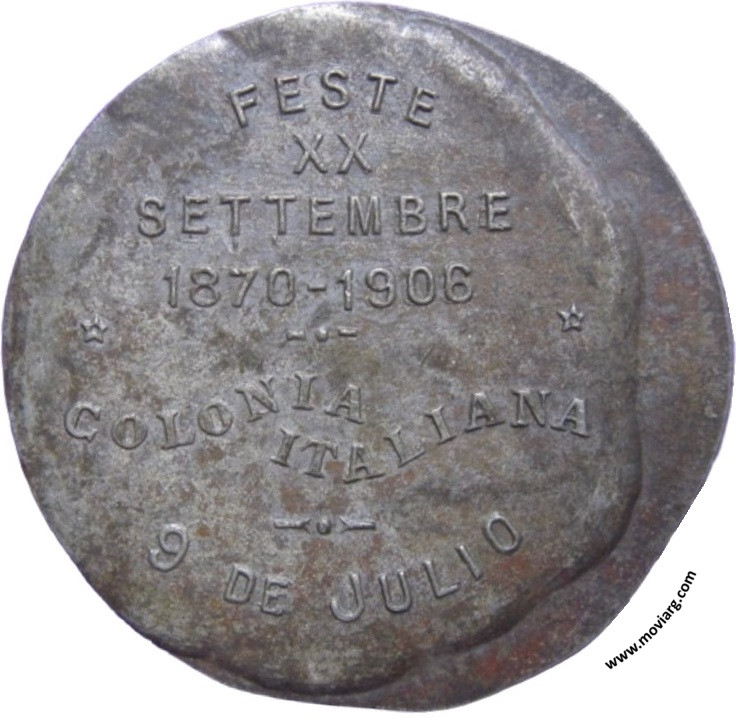 FESTE
XX
SETTEMBRE
1870-1906
COLONIA
ITALIANA
9 DE JULIO
www.moviarg.com